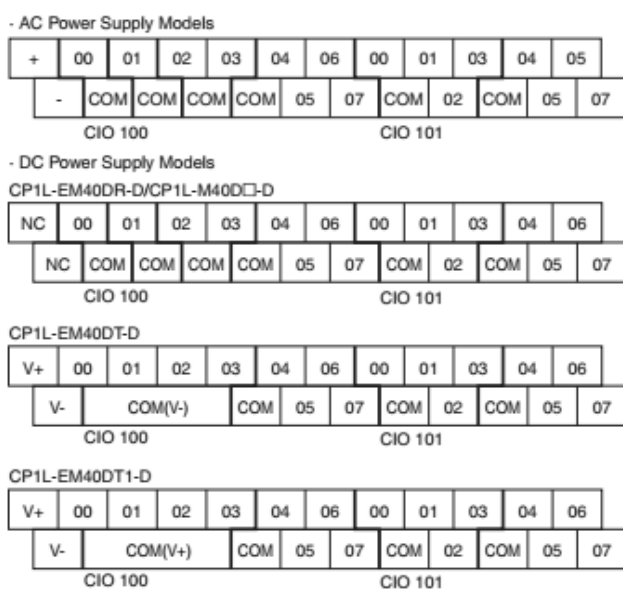 - AC Power Supply Models
+ 00 01 02 03 04 06 00 01 03 04 05
- COM COM COM COM 05 07 COM 02 COM 05 07
CIO 100 CIO 101
- DC Power Supply Models
CP1L-EM40DR-D/CP1L-M40D□-D
NC 00 01 02 03 04 06 00 01 03 04 06
NC COM COM COM COM 05 07 COM 02 COM 05 07
CIO 100 CIO 101
CP1L-EM40DT-D
V+ 00 01 02 03 04 06 00 01 03 04 06
V- COM(V-) COM 05 07 COM 02 COM 05 07
CIO 100 CIO 101
CP1L-EM40DT1-D
V+ 00 01 02 03 04 06 00 01 03 04 06
V- COM(V+) COM 05 07 COM 02 COM 05 07
CIO 100 CIO 101